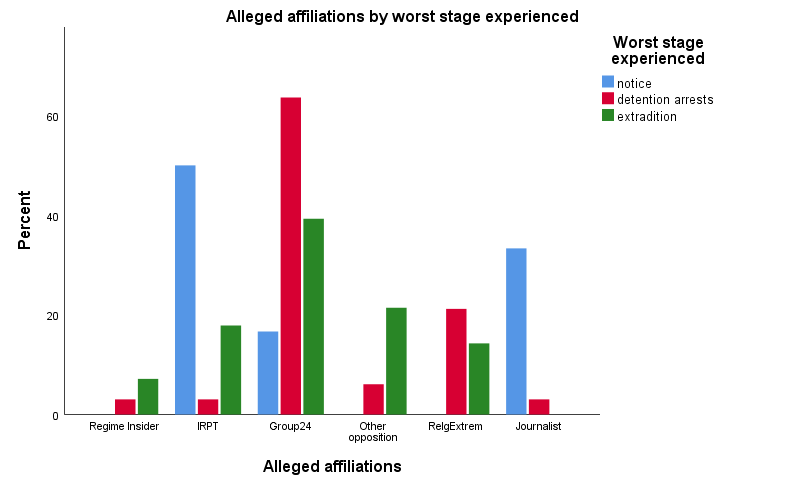 Alleged affiliations by worst stage experienced
Worst stage
experienced
notice
detention arrests
extradition
Percent
60
40
20
0
Regime Insider
IRPT
Group24
Other
opposition
RelgExtrem
Journalist
Alleged affiliations